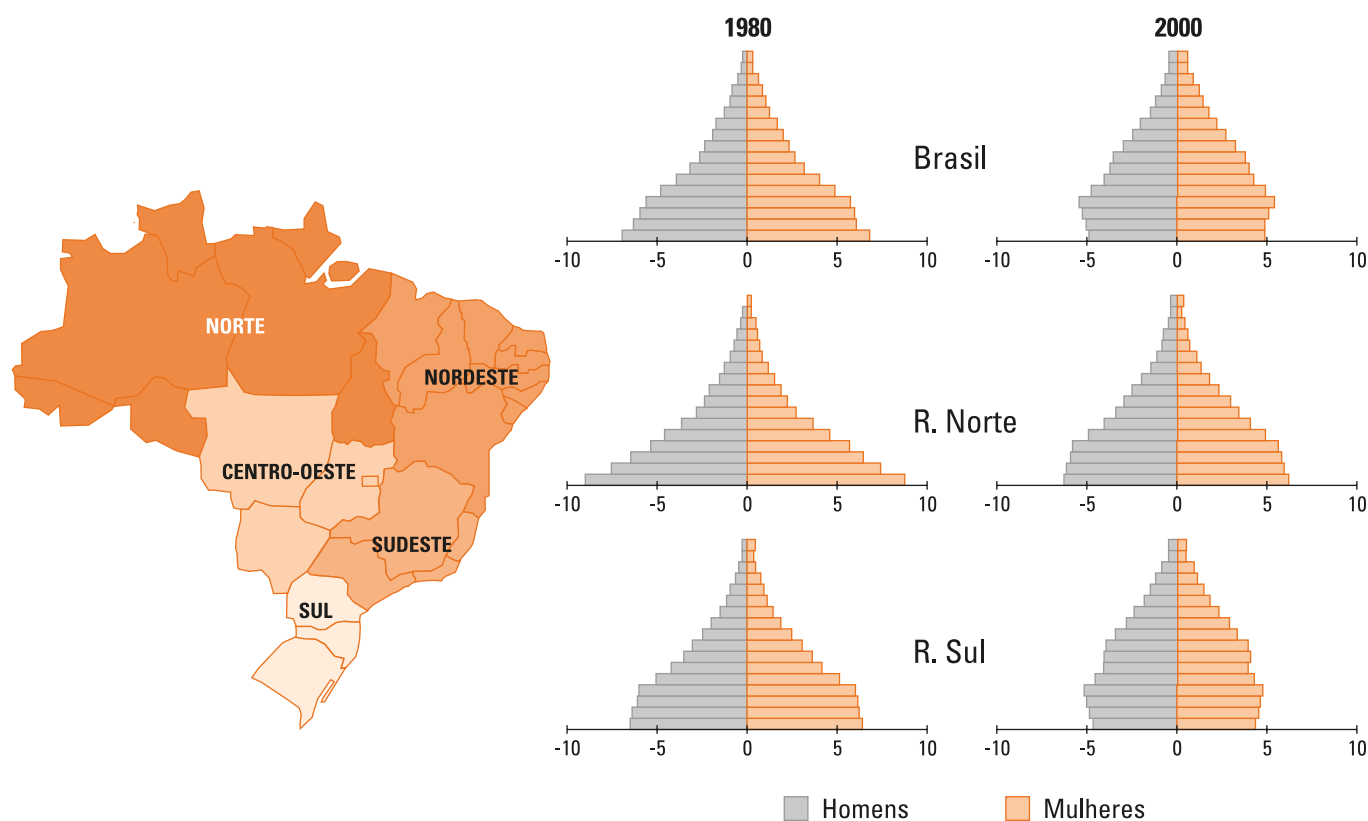 1980 2000
Brasil
-10 -5 0 5 10 -10 -5 0 5 10
NORTE
NORDESTE
R. Norte
CENTRO-OESTE
-10 -5 0 5 10 -10 -5 0 5 10
SUDESTE
SUL
R. Sul
-10 -5 0 5 10 -10 -5 0 5 10
Homens Mulheres